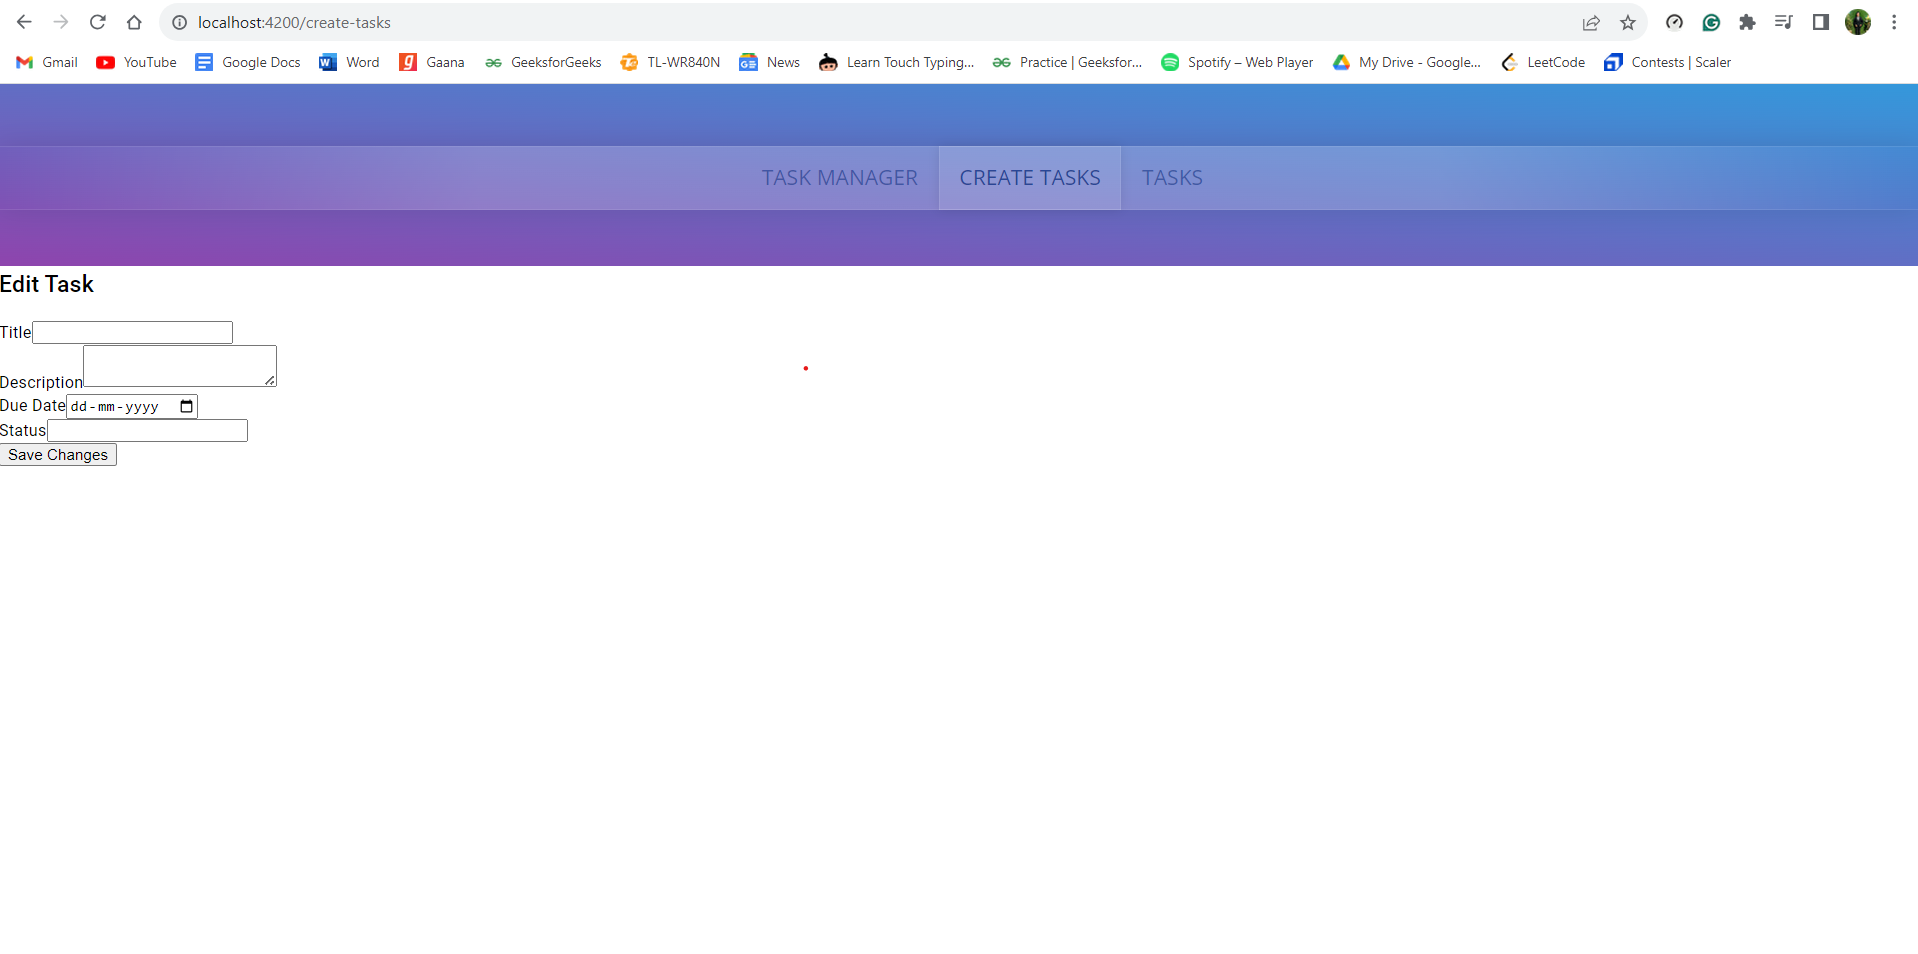 localhost:4200/create-tasks
Gmail YouTube Google Docs Word Gaana GeeksforGeeks TL-WR840N News Learn Touch Typing... Practice | Geeksfor... Spotify – Web Player My Drive - Google... LeetCode Contests | Scaler
TASK MANAGER CREATE TASKS TASKS
Edit Task
Title
Description
Due Date dd-mm-yyyy
Status
Save Changes